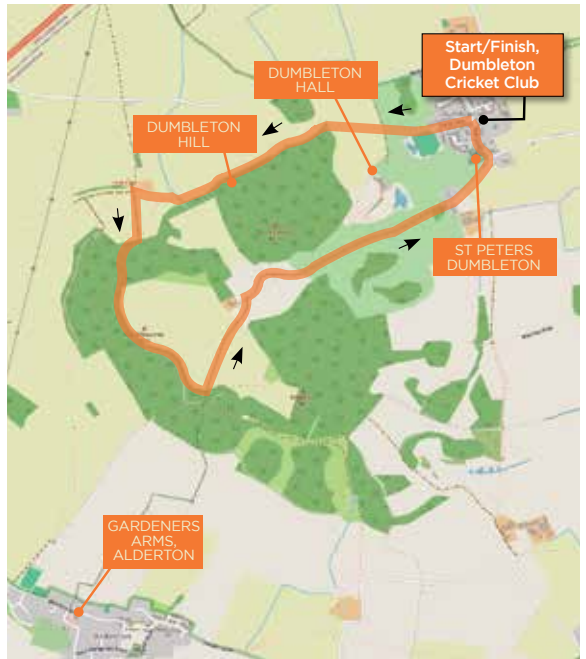 Start/Finish,
Dumbleton
Cricket Club
DUMBLETON
HALL
DUMBLETON
HILL
ST PETERS
DUMBLETON
GARDENERS
ARMS,
ALDERTON